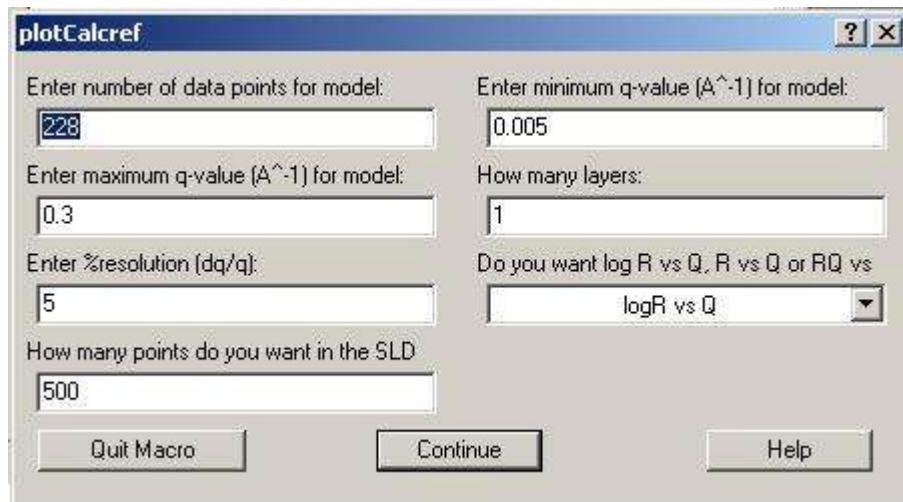 plotCalcref
Enter number of data points for model:
228
Enter minimum q-value (A^-1) for model:
0.005
Enter maximum q-value (A^-1) for model:
0.3
How many layers:
1
Enter %resolution (dq/q):
5
Do you want log R vs Q, R vs Q or RQ vs
logR vs Q
How many points do you want in the SLD
500
Quit Macro
Continue
Help